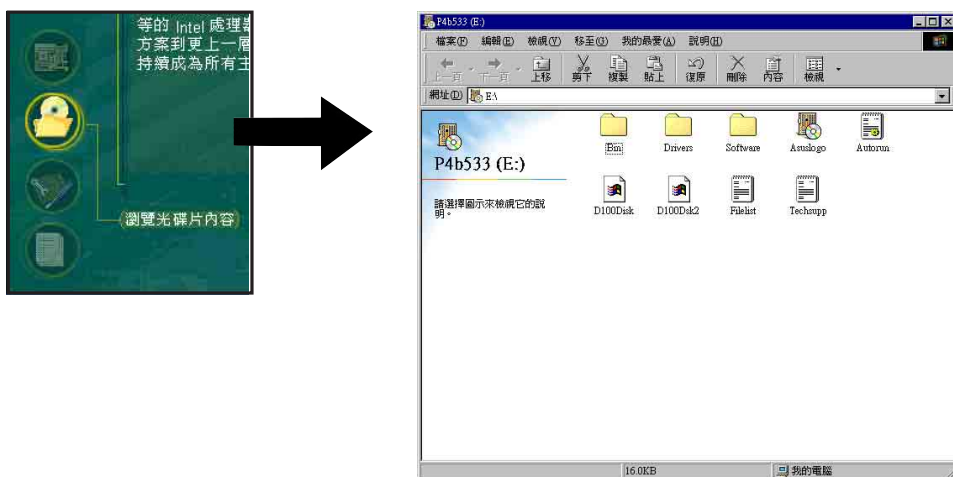 等的 Intel 處理器
方案到更上一層
持續成為所有主
瀏覽光碟片內容
P4b533 (E:)
檔案(F) 編輯(E) 檢視(V) 移至(G) 我的最愛(A) 說明(H)
上一頁 下一頁 上移 剪下 複製 貼上 復原 刪除 內容 檢視
網址(D) E:\
P4b533 (E:)
請選擇圖示來檢視它的說
明。
Bin Drivers Software Asuslogo Autorun
D100Disk D100Dsk2 Filelist Techsupp
16.0KB 我的電腦